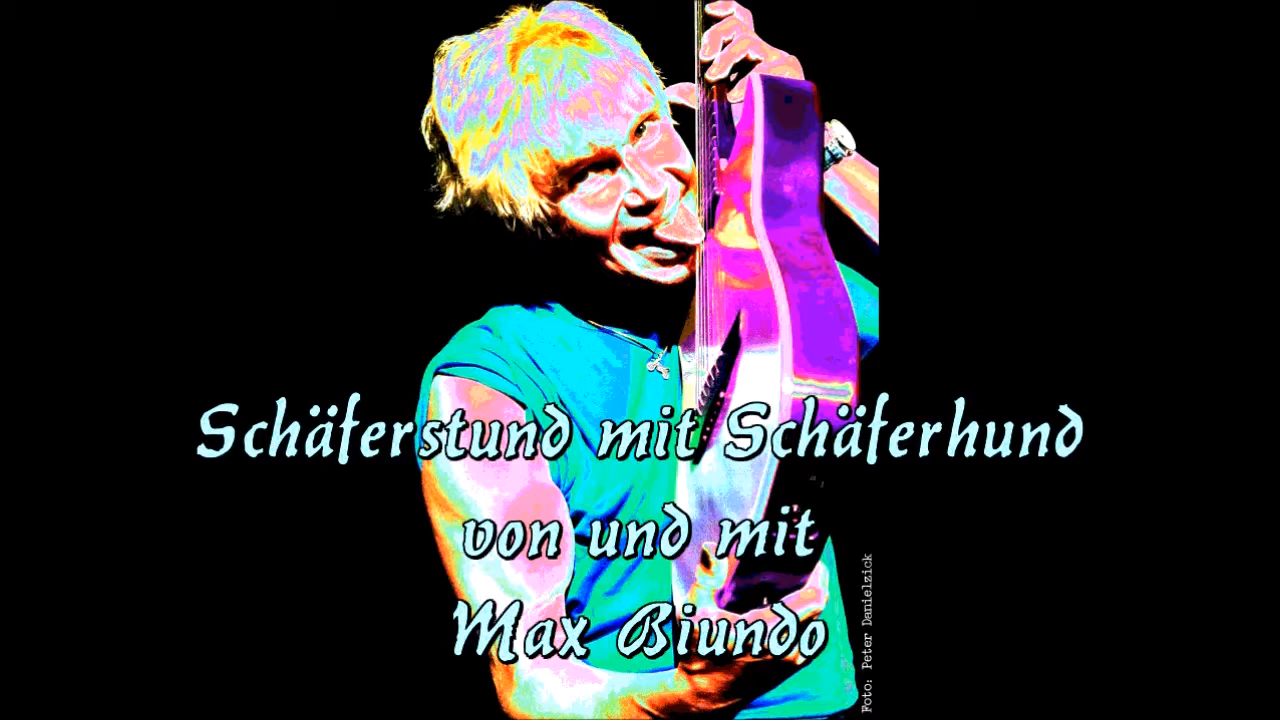 Schäferstund mit Schäferhund
von und mit
Max Biundo
Foto: Peter Danielzick